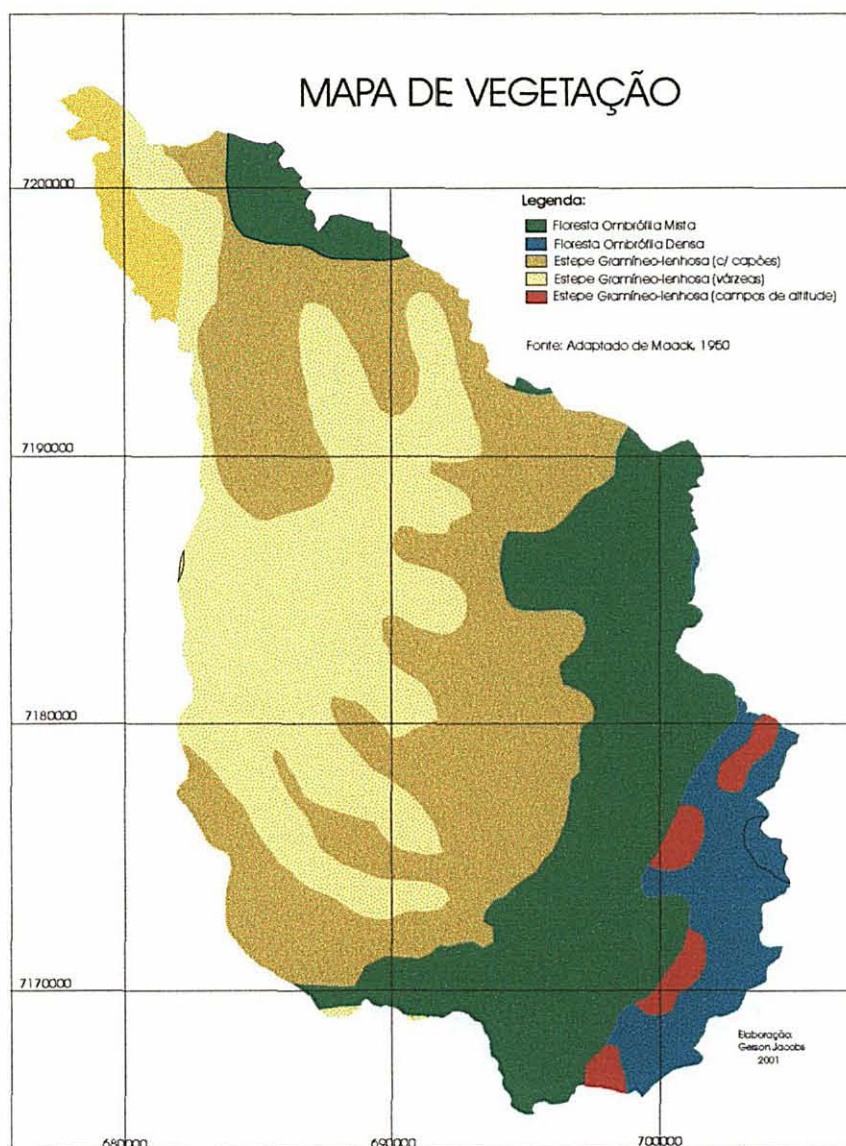 MAPA DE VEGETAÇÃO
7200000
Legenda:
Floresta Ombrófila Mista
Floresta Ombrófila Densa
Estepe Gramíneo-lenhosa (c/ capões)
Estepe Gramíneo-lenhosa (várzeas)
Estepe Gramíneo-lenhosa (campos de altitude)
Fonte: Adaptado de Maack, 1950
7190000
7180000
7170000
Elaboração:
Gerson Jacobs
2001
680000
690000
700000